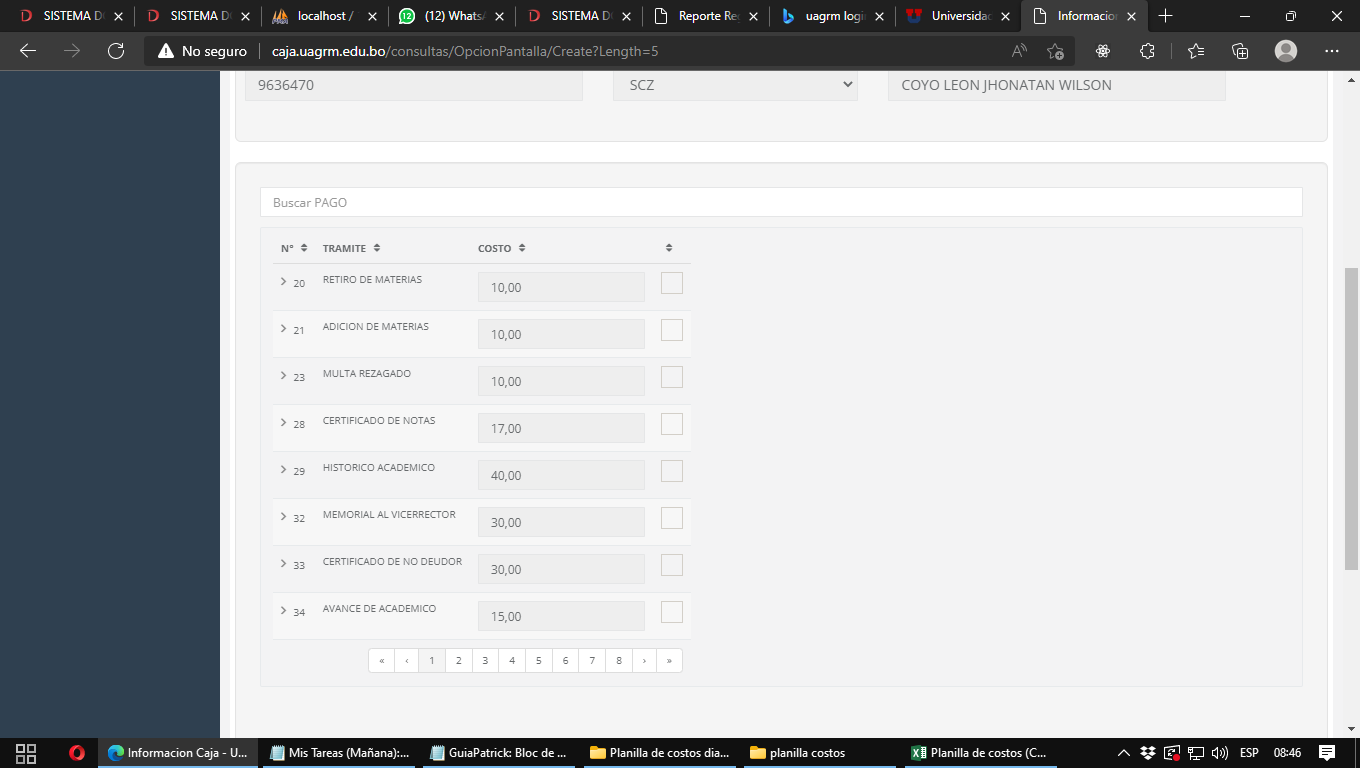 SISTEMA D
SISTEMA D
localhost /
(12) Whats
SISTEMA D
Reporte Re
uagrm logi
Universida
Informacio
No seguro
caja.uagrm.edu.bo/consultas/OpcionPantalla/Create?Length=5
9636470
SCZ
COYO LEON JHONATAN WILSON
Buscar PAGO
N° TRAMITE COSTO
20 RETIRO DE MATERIAS 10,00
21 ADICION DE MATERIAS 10,00
23 MULTA REZAGADO 10,00
28 CERTIFICADO DE NOTAS 17,00
29 HISTORICO ACADEMICO 40,00
32 MEMORIAL AL VICERRECTOR 30,00
33 CERTIFICADO DE NO DEUDOR 30,00
34 AVANCE DE ACADEMICO 15,00
« ‹ 1 2 3 4 5 6 7 8 › »
Informacion Caja - U...
Mis Tareas (Mañana):...
GuiaPatrick: Bloc de ...
Planilla de costos dia...
planilla costos
Planilla de costos (C...
ESP
08:46